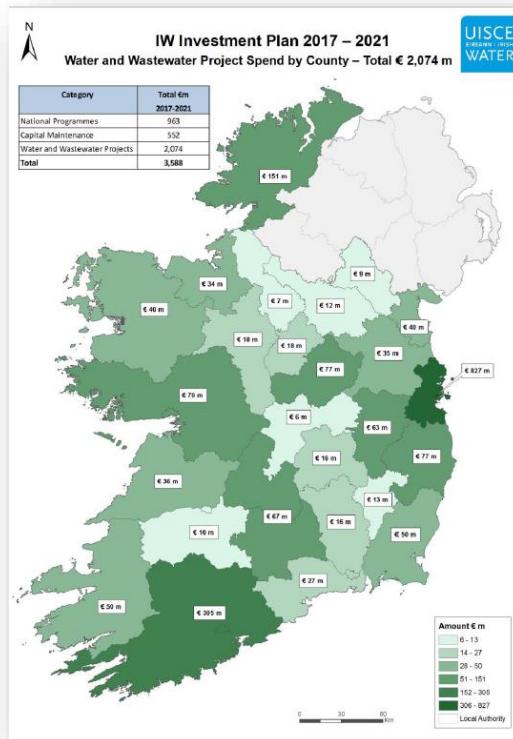 N
IW Investment Plan 2017 – 2021
Water and Wastewater Project Spend by County – Total € 2,074 m
UISCE
ÉIREANN : IRISH
WATER
Category Total €m
2017-2021
National Programmes 963
Capital Maintenance 552
Water and Wastewater Projects 2,074
Total 3,588
€ 151 m
€ 9 m
€ 34 m
€ 7 m
€ 12 m
€ 40 m
€ 40 m
€ 18 m
€ 18 m
€ 35 m
€ 77 m
€ 827 m
€ 70 m
€ 6 m
€ 63 m
€ 77 m
€ 16 m
€ 36 m
€ 13 m
€ 67 m
€ 16 m
€ 10 m
€ 50 m
€ 27 m
€ 50 m
€ 305 m
Amount € m
6 - 13
14 - 27
28 - 50
51 - 151
152 - 305
306 - 827
Local Authority
0 30 60
Km